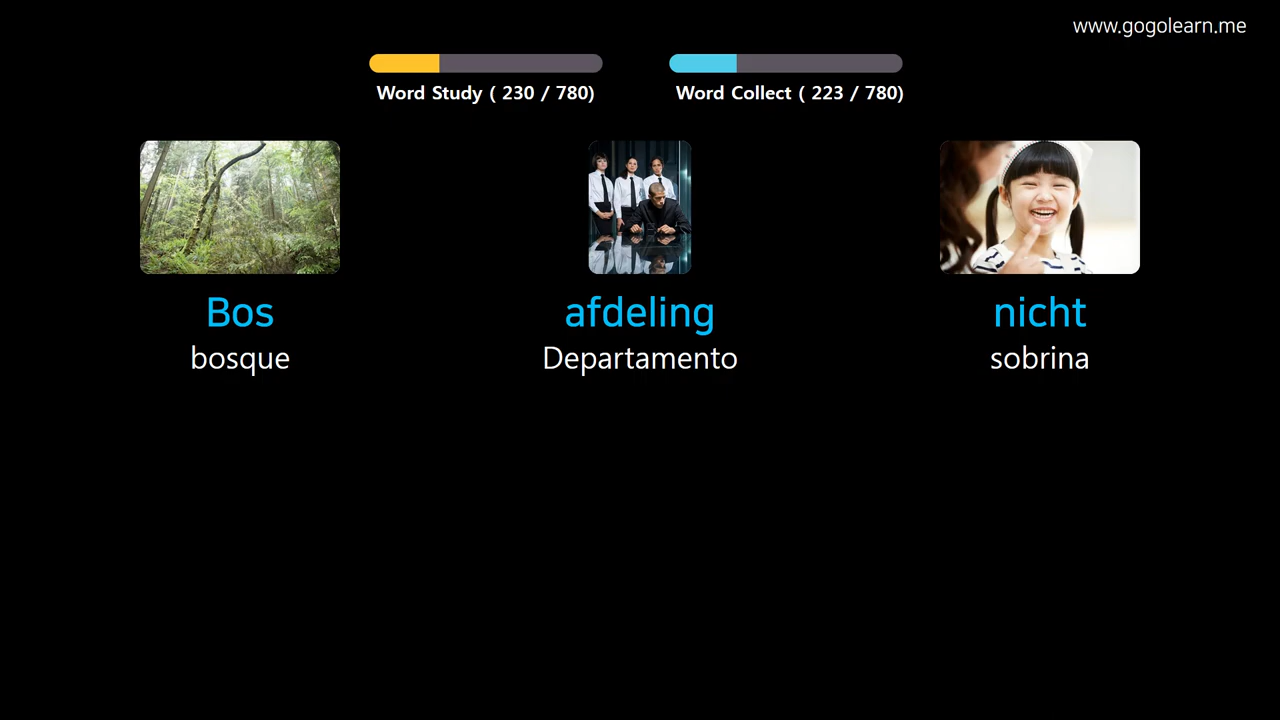 www.gogolearn.me
Word Study ( 230 / 780)
Word Collect ( 223 / 780)
Bos
bosque
afdeling
Departamento
nicht
sobrina